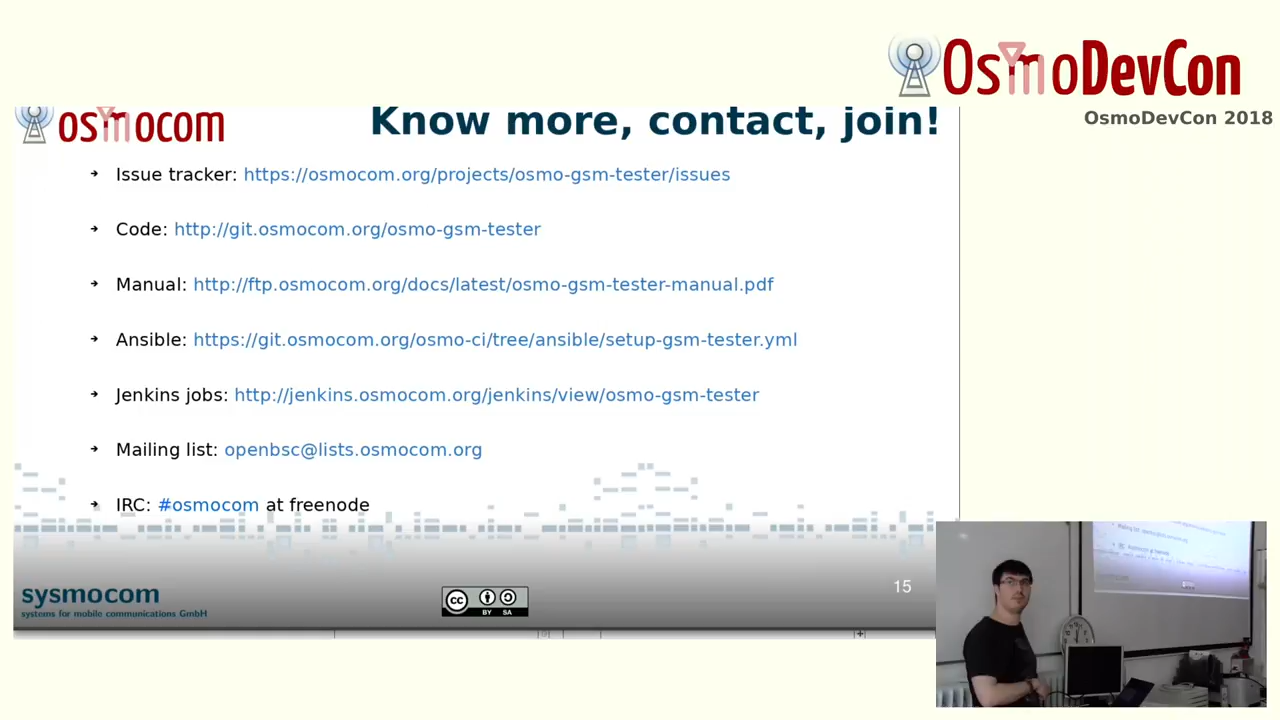 OsmoDevCon
OsmoDevCon 2018
osmocom
Know more, contact, join!
Issue tracker: https://osmocom.org/projects/osmo-gsm-tester/issues
Code: http://git.osmocom.org/osmo-gsm-tester
Manual: http://ftp.osmocom.org/docs/latest/osmo-gsm-tester-manual.pdf
Ansible: https://git.osmocom.org/osmo-ci/tree/ansible/setup-gsm-tester.yml
Jenkins jobs: http://jenkins.osmocom.org/jenkins/view/osmo-gsm-tester
Mailing list: openbsc@lists.osmocom.org
IRC: #osmocom at freenode
sysmocom
systems for mobile communications GmbH
cc
BY SA
15